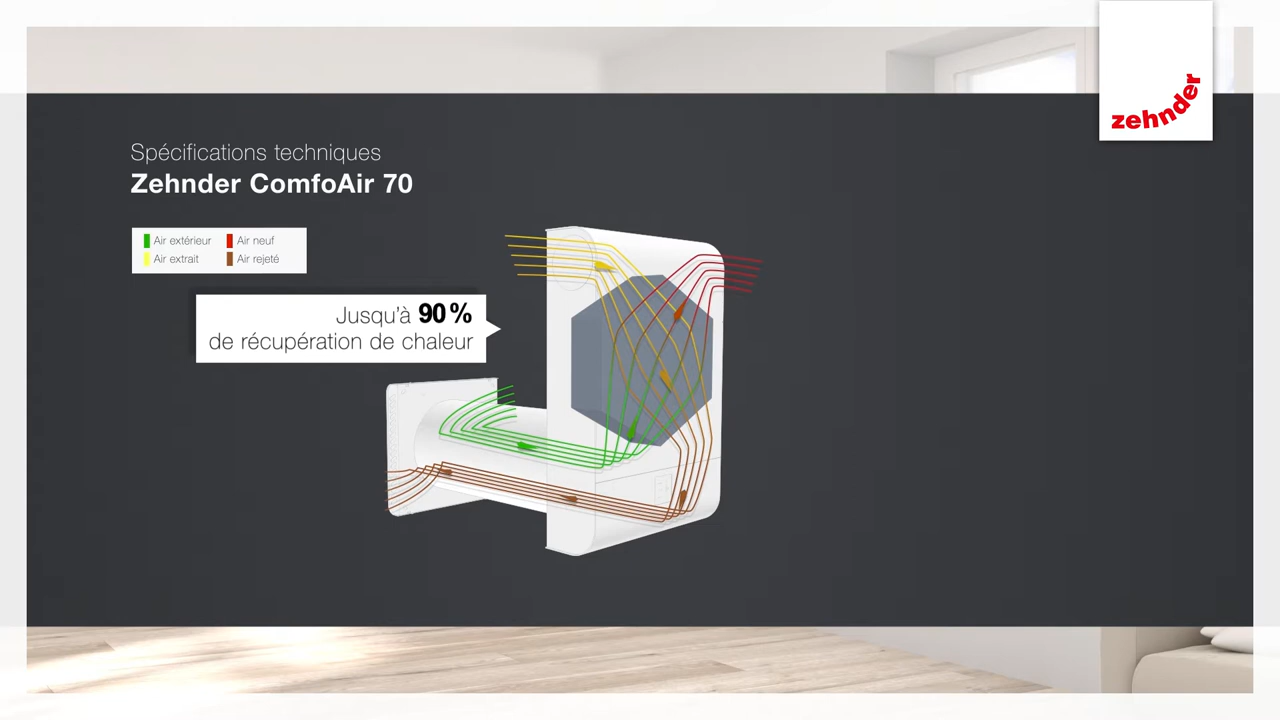 zehnder
Spécifications techniques
Zehnder ComfoAir 70
Air extérieur
Air neuf
Air extrait
Air rejeté
Jusqu'à 90 %
de récupération de chaleur